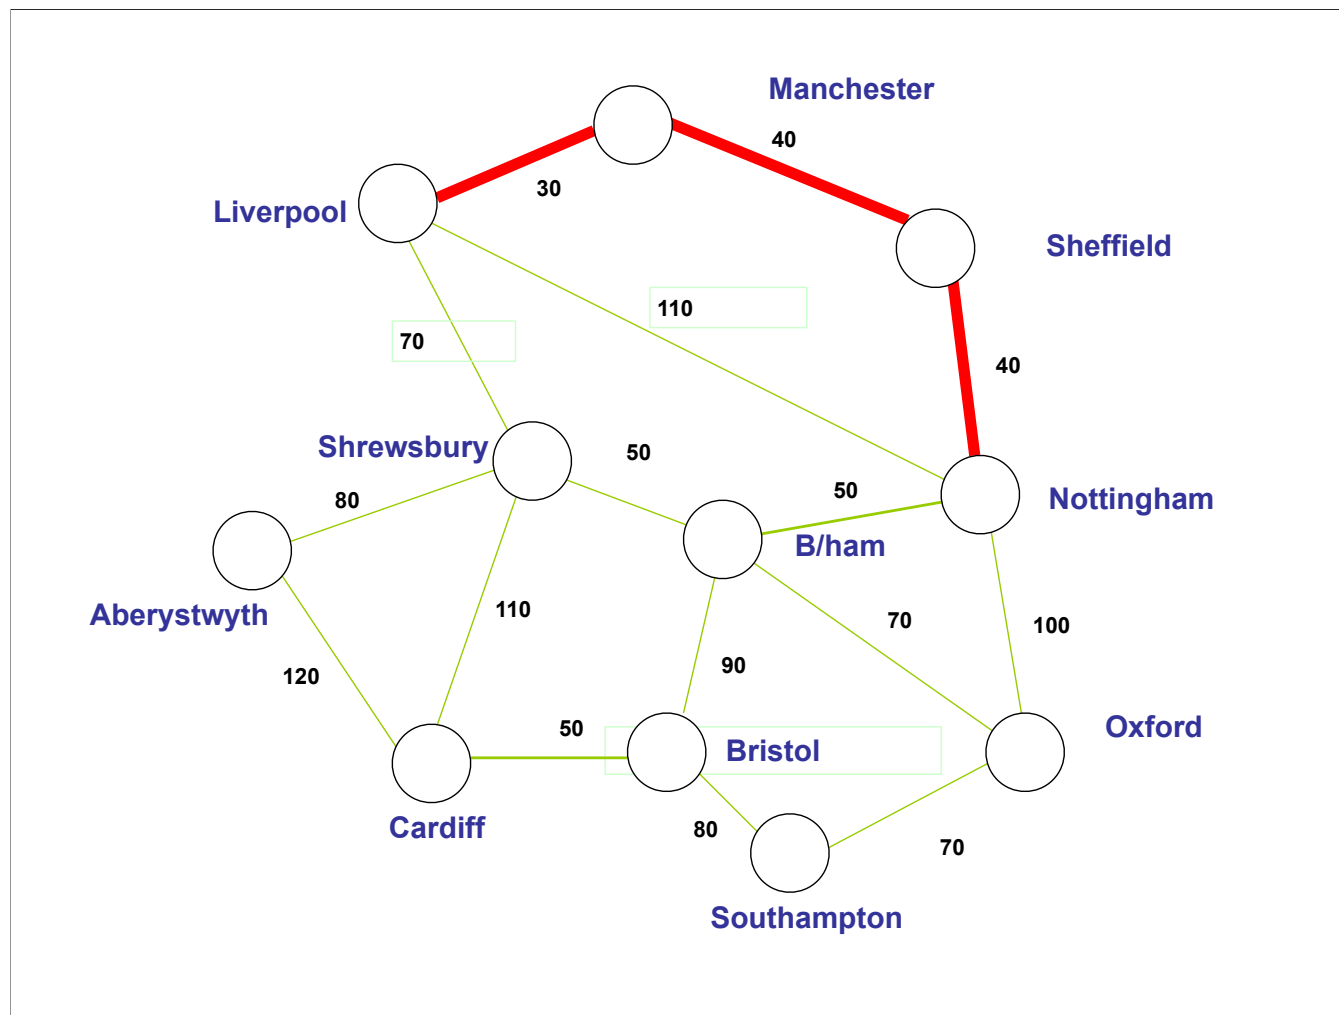 Manchester
40
30
Liverpool
Sheffield
110
70
40
Shrewsbury
50
80
50
Nottingham
B/ham
Aberystwyth
110
70
100
120
90
50
Bristol
Oxford
Cardiff
80
70
Southampton